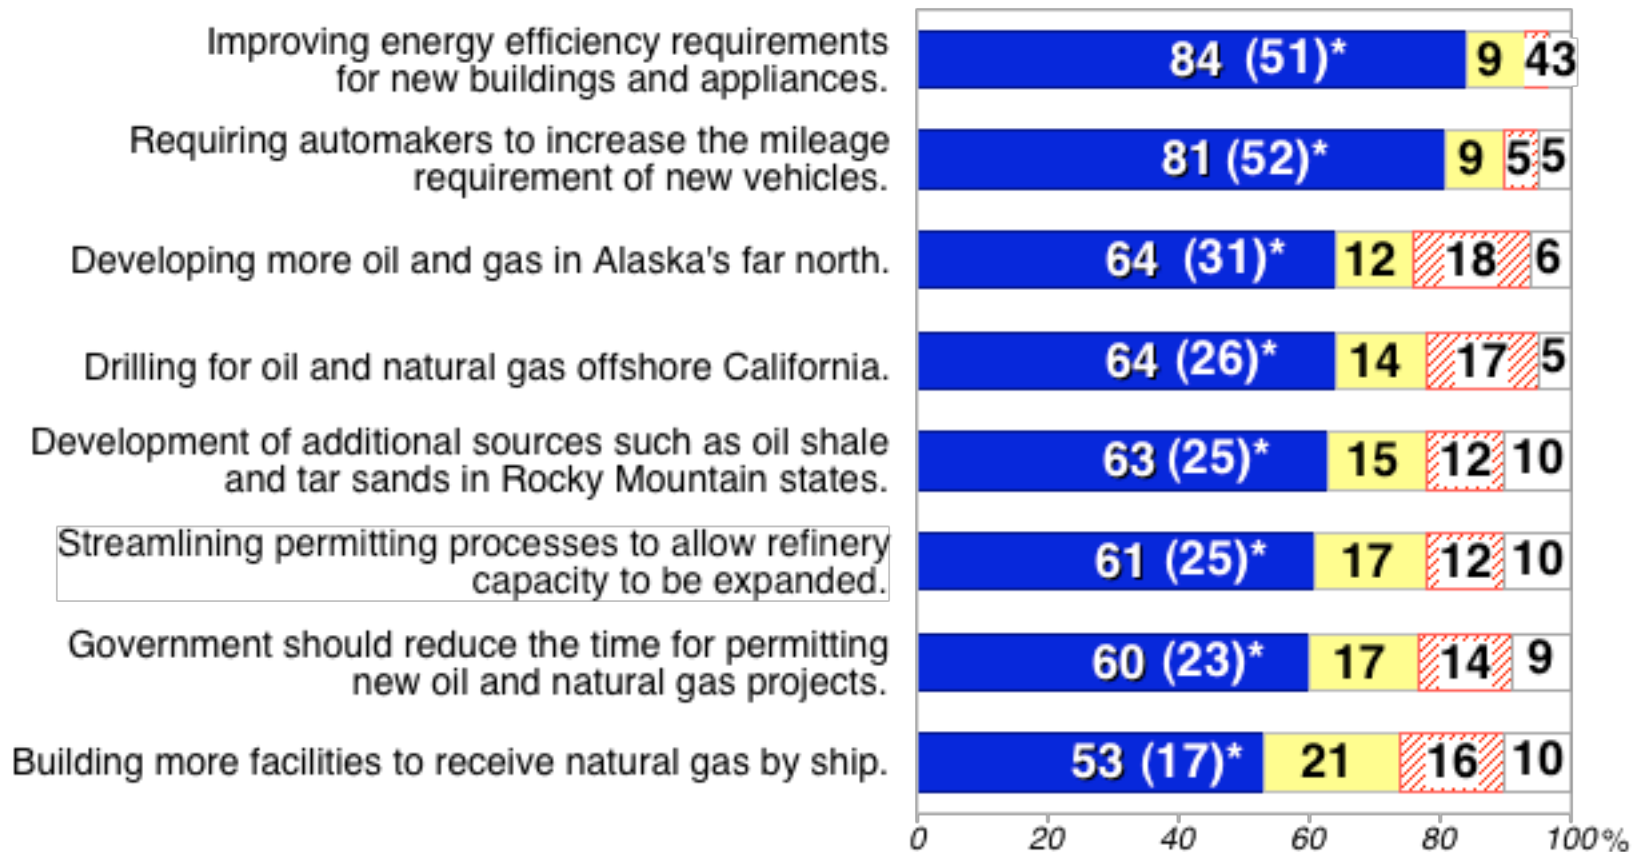 Improving energy efficiency requirements
for new buildings and appliances.
84 (51)* 9 4 3
Requiring automakers to increase the mileage
requirement of new vehicles.
81 (52)* 9 5 5
Developing more oil and gas in Alaska's far north.
64 (31)* 12 18 6
Drilling for oil and natural gas offshore California.
64 (26)* 14 17 5
Development of additional sources such as oil shale
and tar sands in Rocky Mountain states.
63 (25)* 15 12 10
Streamlining permitting processes to allow refinery
capacity to be expanded.
61 (25)* 17 12 10
Government should reduce the time for permitting
new oil and natural gas projects.
60 (23)* 17 14 9
Building more facilities to receive natural gas by ship.
53 (17)* 21 16 10
0 20 40 60 80 100%